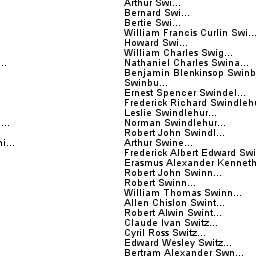 Arthur Swi...
Bernard Swi...
Bertie Swi...
William Francis Curlin Swi...
Howard Swi...
William Charles Swig...
... Nathaniel Charles Swina...
Benjamin Blenkinsop Swinb
Swinbu...
Ernest Spencer Swindel...
Frederick Richard Swindleh
Leslie Swindlehur...
... Norman Swindlehur...
Robert John Swindl...
ni... Arthur Swine...
Frederick Albert Edward Swi
Erasmus Alexander Kenneth
Robert John Swinn...
Robert Swinn...
William Thomas Swinn...
Allen Chislon Swint...
Robert Alwin Swint...
Claude Ivan Switz...
Cyril Ross Switz...
Edward Wesley Switz...
Bertram Alexander Swn...